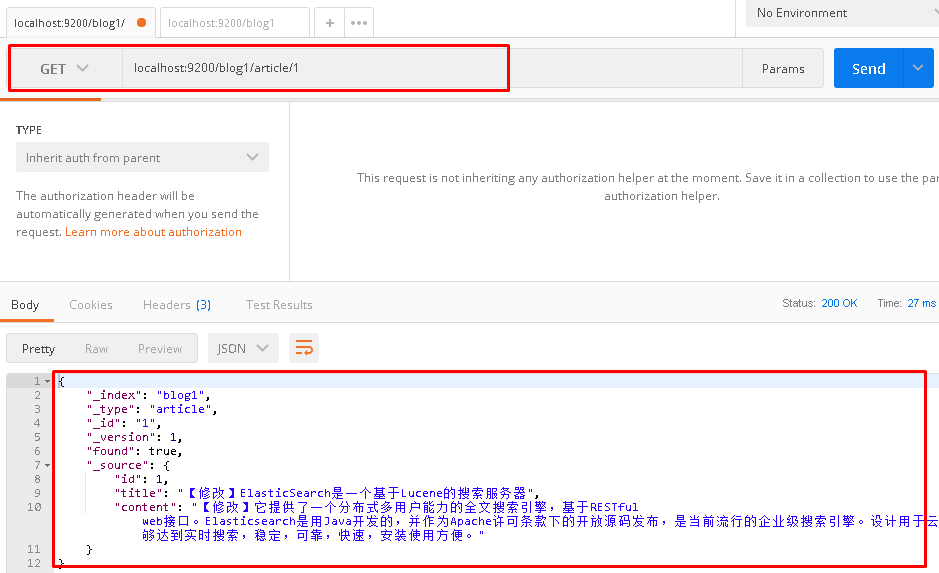 localhost:9200/blog1/
localhost:9200/blog1
+
•••
No Environment
GET
localhost:9200/blog1/article/1
Params
Send
TYPE
Inherit auth from parent
The authorization header will be
automatically generated when you send the
request. Learn more about authorization
This request is not inheriting any authorization helper at the moment. Save it in a collection to use the par
authorization helper.
Body
Cookies
Headers (3)
Test Results
Status: 200 OK
Time: 27 ms
Pretty
Raw
Preview
JSON
1 {
2 "_index": "blog1",
3 "_type": "article",
4 "_id": "1",
5 "_version": 1,
6 "found": true,
7 "_source": {
8 "id": 1,
9 "title": "【修改】ElasticSearch是一个基于Lucene的搜索服务器",
10 "content": "【修改】它提供了一个分布式多用户能力的全文搜索引擎，基于RESTful
web接口。Elasticsearch是用Java开发的，并作为Apache许可条款下的开放源码发布，是当前流行的企业级搜索引擎。设计用于云
够达到实时搜索，稳定，可靠，快速，安装使用方便。"
11 }
12 }